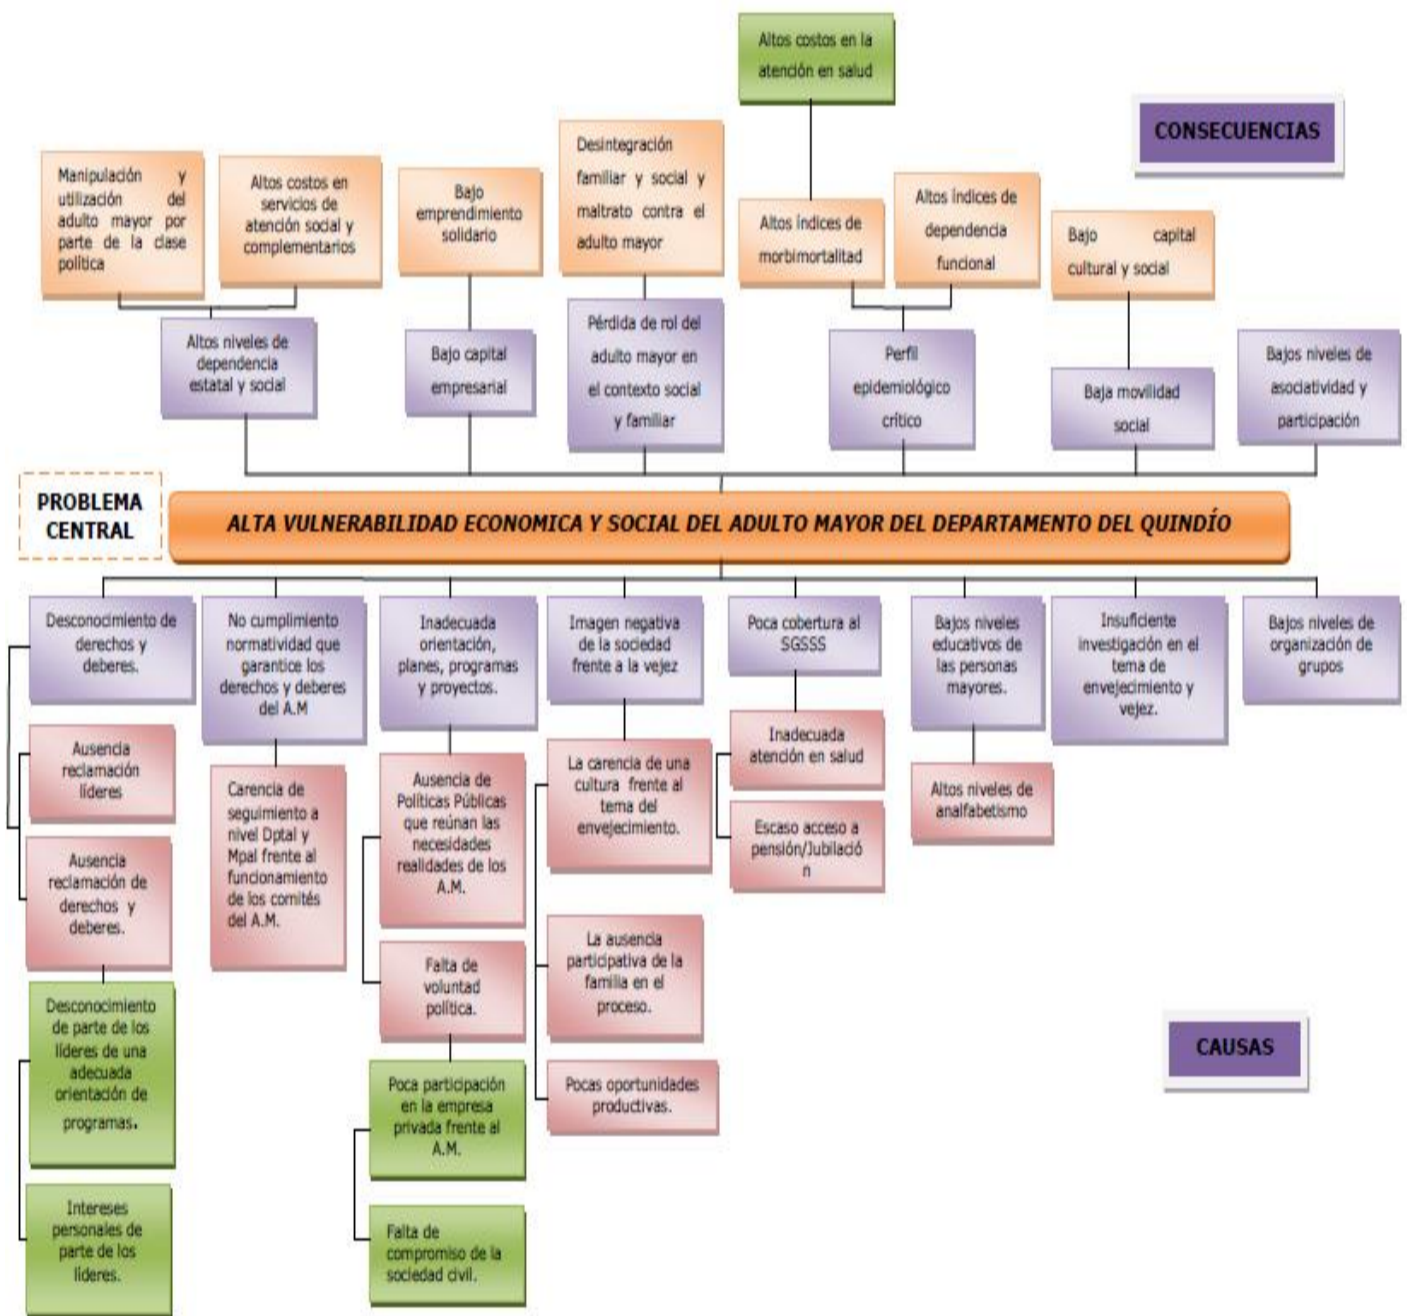 Altos costos en la
atención en salud
CONSECUENCIAS
Manipulación y
utilización del
adulto mayor por
parte de la clase
política
Altos costos en
servicios de
atención social y
complementarios
Bajo
emprendimiento
solidario
Desintegración
familiar y social y
maltrato contra el
adulto mayor
Altos índices de
morbimortalitad
Altos índices de
dependencia
funcional
Bajo capital
cultural y social
Altos niveles de
dependencia
estatal y social
Bajo capital
empresarial
Pérdida de rol del
adulto mayor en
el contexto social
y familiar
Perfil
epidemiológico
crítico
Baja movilidad
social
Bajos niveles de
asociatividad y
participación
PROBLEMA
CENTRAL
ALTA VULNERABILIDAD ECONOMICA Y SOCIAL DEL ADULTO MAYOR DEL DEPARTAMENTO DEL QUINDÍO
Desconocimiento de
derechos y
deberes.
No cumplimiento
normatividad que
garantice los
derechos y deberes
del A.M
Inadecuada
orientación,
planes, programas
y proyectos.
Imagen negativa
de la sociedad
frente a la vejez
Poca cobertura al
SGSSS
Bajos niveles
educativos de
las personas
mayores.
Insuficiente
investigación en el
tema de
envejecimiento y
vejez.
Bajos niveles de
organización de
grupos
Ausencia
reclamación
líderes
Ausencia
reclamación de
derechos y
deberes.
Carencia de
seguimiento a
nivel Dptal y
Mpal frente al
funcionamiento
de los comités
del A.M.
Ausencia de
Políticas Públicas
que reúnan las
necesidades
realidades de los
A.M.
Falta de
voluntad
política.
La carencia de una
cultura frente al
tema del
envejecimiento.
La ausencia
participativa de la
familia en el
proceso.
Pocas oportunidades
productivas.
Inadecuada
atención en salud
Escaso acceso a
pensión/Jubilació
n
Altos niveles de
analfabetismo
Desconocimiento
de parte de los
líderes de una
adecuada
orientación de
programas.
Intereses
personales de
parte de los
líderes.
Poca participación
en la empresa
privada frente al
A.M.
Falta de
compromiso de la
sociedad civil.
CAUSAS